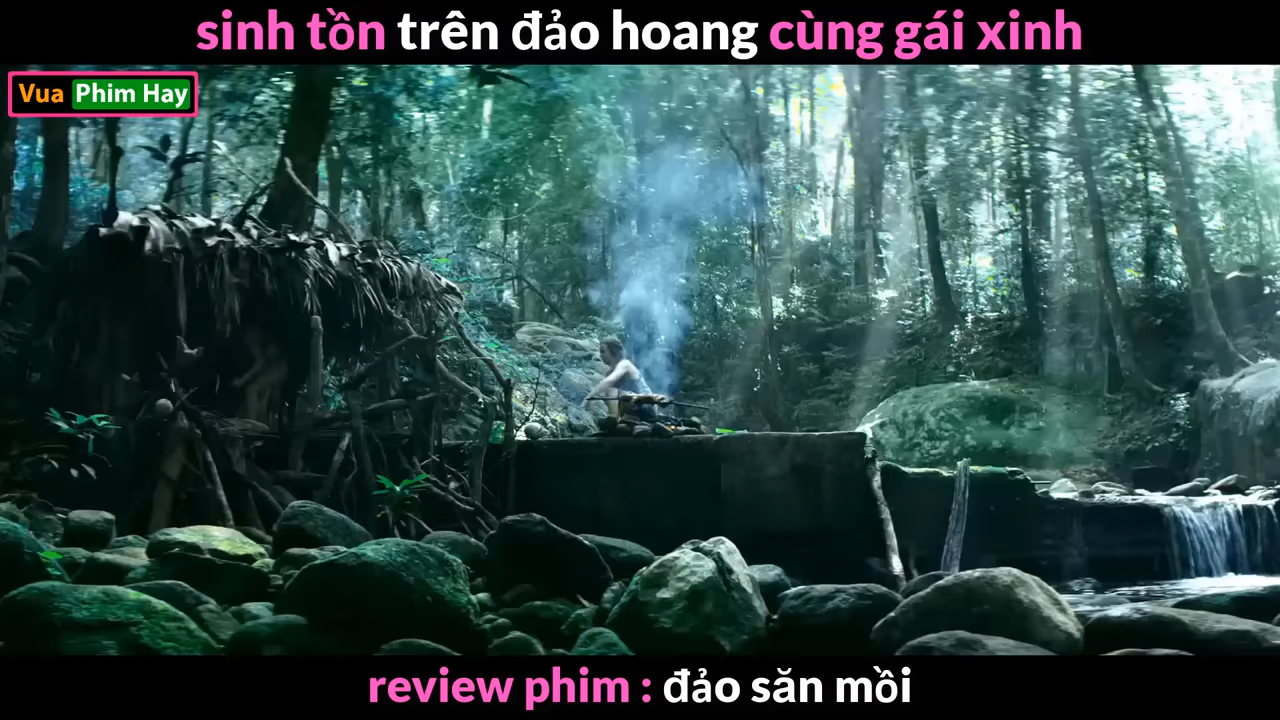 sinh tồn trên đảo hoang cùng gái xinh
Vua Phim Hay
review phim : đảo săn mồi